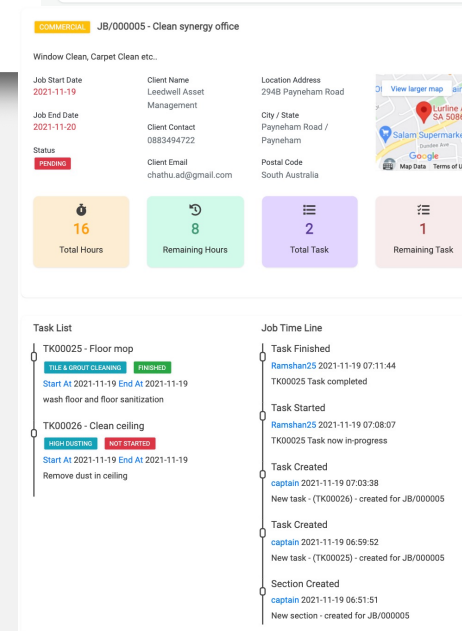 COMMERCIAL JB/000005 - Clean synergy office
Window Clean, Carpet Clean etc..
Job Start Date
2021-11-19
Job End Date
2021-11-20
Status
PENDING
Client Name
Leedwell Asset
Management
Client Contact
0883494722
Client Email
chathu.ad@gmail.com
Location Address
294B Payneham Road
City / State
Payneham Road /
Payneham
Postal Code
South Australia
View larger map
Lurline
SA 508
Salam Supermarke
Dundee Ave
Google
Map Data Terms of U
16
Total Hours
8
Remaining Hours
2
Total Task
1
Remaining Task
Task List
TK00025 - Floor mop
TILE & GROUT CLEANING FINISHED
Start At 2021-11-19 End At 2021-11-19
wash floor and floor sanitization
TK00026 - Clean ceiling
HIGH DUSTING NOT STARTED
Start At 2021-11-19 End At 2021-11-19
Remove dust in ceiling
Job Time Line
Task Finished
Ramshan25 2021-11-19 07:11:44
TK00025 Task completed
Task Started
Ramshan25 2021-11-19 07:08:07
TK00025 Task now in-progress
Task Created
captain 2021-11-19 07:03:38
New task - (TK00026) - created for JB/000005
Task Created
captain 2021-11-19 06:59:52
New task - (TK00025) - created for JB/000005
Section Created
captain 2021-11-19 06:51:51
New section - created for JB/000005